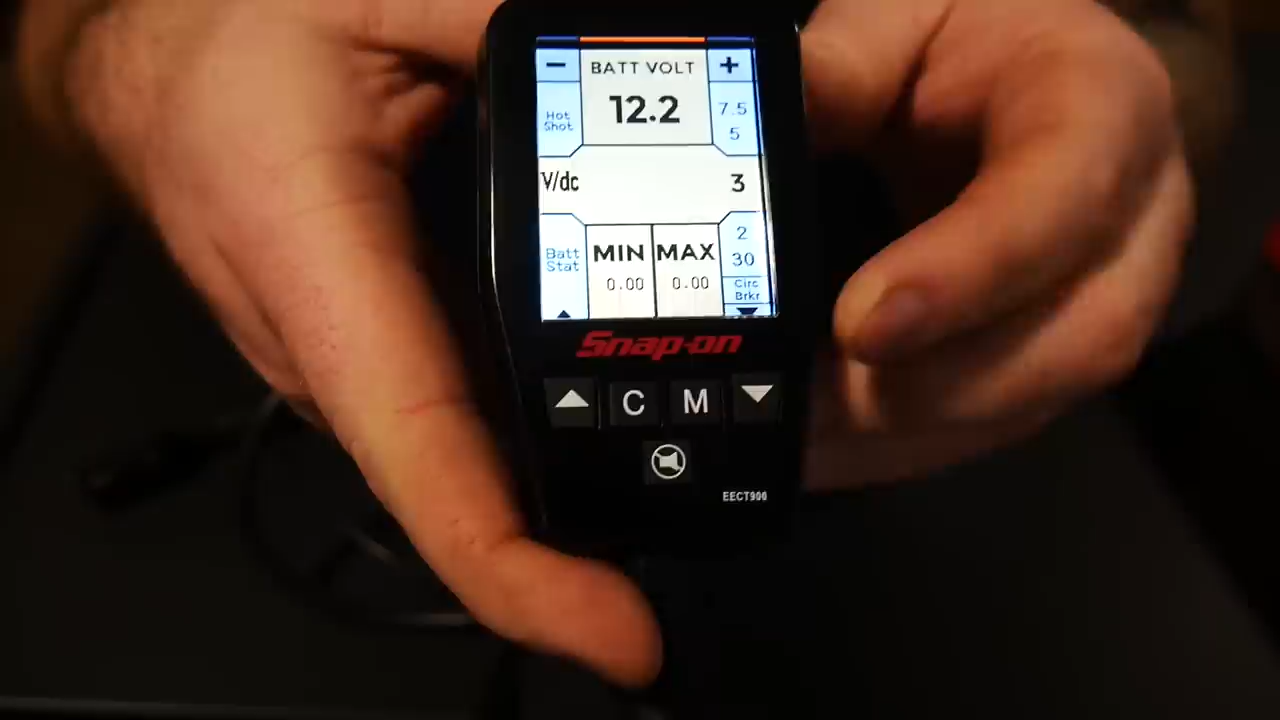 − BATT VOLT +
12.2
Hot
Shot
7.5
5
V/dc 3
Batt
Stat
MIN MAX
0.00 0.00
2
30
Circ
Brkr
Snap-on
C M
EECT900